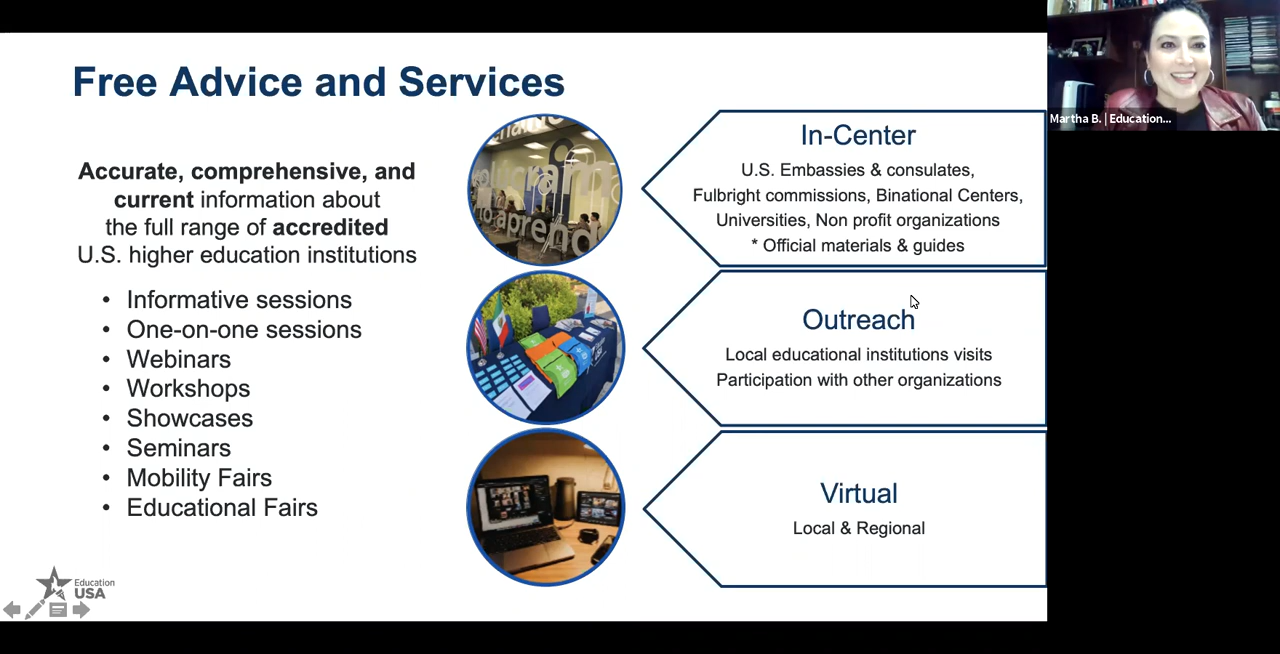 Free Advice and Services
Accurate, comprehensive, and
current information about
the full range of accredited
U.S. higher education institutions
• Informative sessions
• One-on-one sessions
• Webinars
• Workshops
• Showcases
• Seminars
• Mobility Fairs
• Educational Fairs
In-Center
U.S. Embassies & consulates,
Fulbright commissions, Binational Centers,
Universities, Non profit organizations
* Official materials & guides
Outreach
Local educational institutions visits
Participation with other organizations
Virtual
Local & Regional
Education
USA
Martha B. | Education...